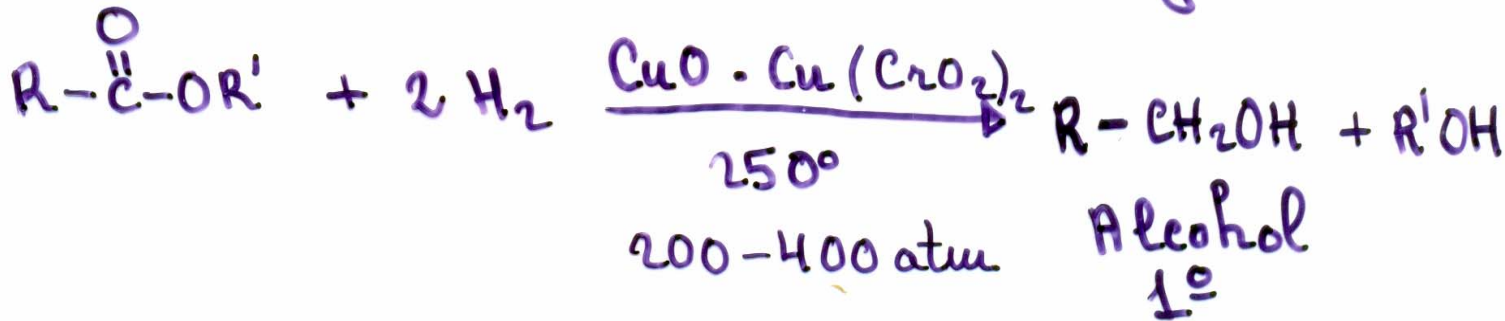 O
||
R-C-OR' + 2 H₂ CuO · Cu(CrO₂)₂ → R-CH₂OH + R'OH
250°
200-400 atm
Alcohol
1º